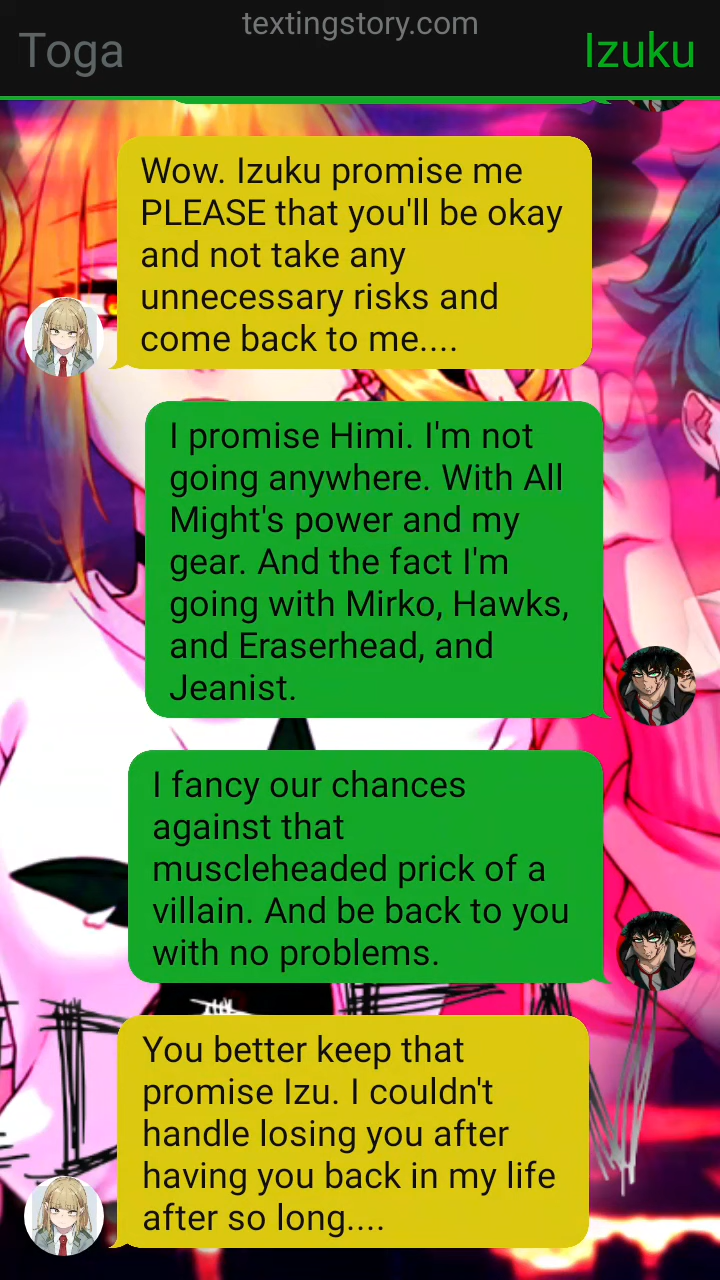 textingstory.com
Toga
Izuku
Wow. Izuku promise me
PLEASE that you'll be okay
and not take any
unnecessary risks and
come back to me....
I promise Himi. I'm not
going anywhere. With All
Might's power and my
gear. And the fact I'm
going with Mirko, Hawks,
and Eraserhead, and
Jeanist.
I fancy our chances
against that
muscleheaded prick of a
villain. And be back to you
with no problems.
You better keep that
promise Izu. I couldn't
handle losing you after
having you back in my life
after so long....